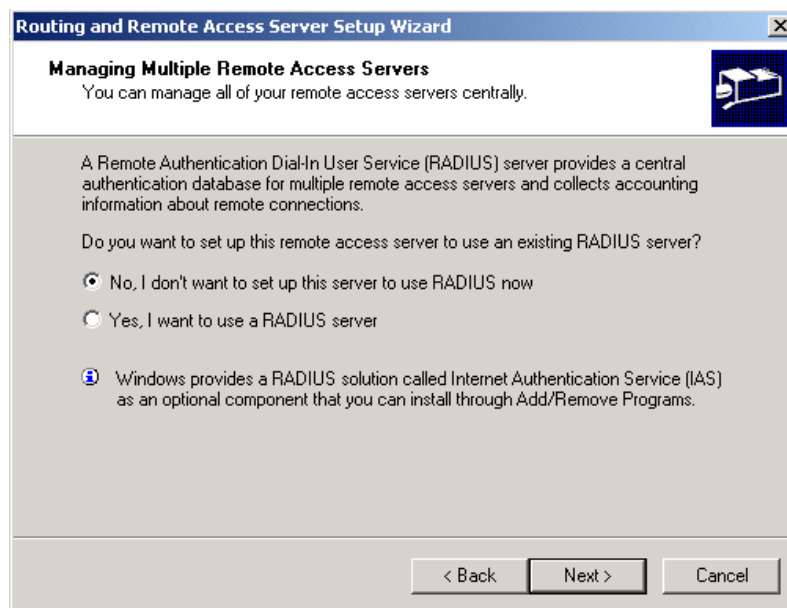 Routing and Remote Access Server Setup Wizard
Managing Multiple Remote Access Servers
You can manage all of your remote access servers centrally.
A Remote Authentication Dial-In User Service (RADIUS) server provides a central
authentication database for multiple remote access servers and collects accounting
information about remote connections.
Do you want to set up this remote access server to use an existing RADIUS server?
No, I don't want to set up this server to use RADIUS now
Yes, I want to use a RADIUS server
Windows provides a RADIUS solution called Internet Authentication Service (IAS)
as an optional component that you can install through Add/Remove Programs.
< Back
Next >
Cancel